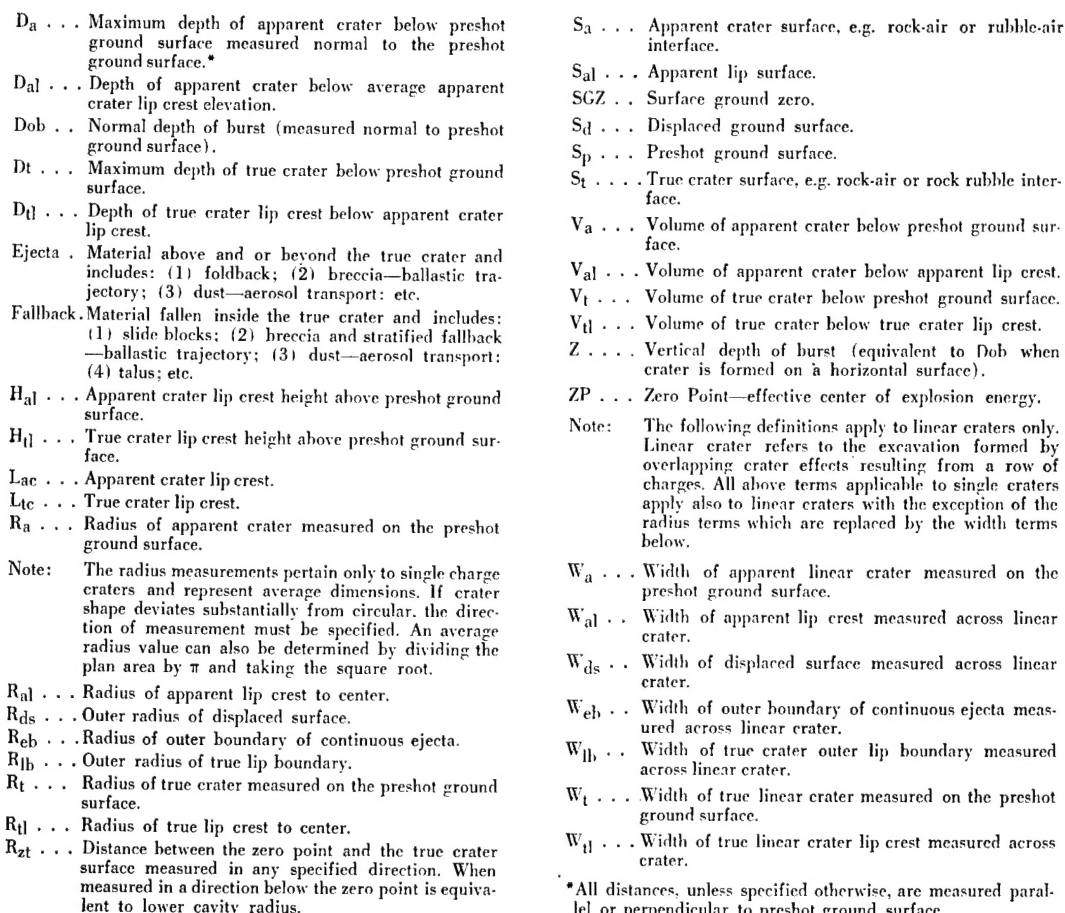 Da . . . Maximum depth of apparent crater below preshot
ground surface measured normal to the preshot
ground surface.*
Dal . . . Depth of apparent crater below average apparent
crater lip crest elevation.
Dob . . Normal depth of burst (measured normal to preshot
ground surface).
Dt . . . Maximum depth of true crater below preshot ground
surface.
Dtl . . . Depth of true crater lip crest below apparent crater
lip crest.
Ejecta . Material above and or beyond the true crater and
includes: (1) foldback; (2) breccia—ballastic tra-
jectory; (3) dust—aerosol transport: etc.
Fallback . Material fallen inside the true crater and includes:
(1) slide blocks; (2) breccia and stratified fallback
—ballastic trajectory; (3) dust—aerosol transport:
(4) talus; etc.
Hal . . . Apparent crater lip crest height above preshot ground
surface.
Htl . . . True crater lip crest height above preshot ground sur-
face.
Lac . . . Apparent crater lip crest.
Ltc . . . True crater lip crest.
Ra . . . Radius of apparent crater measured on the preshot
ground surface.
Note: The radius measurements pertain only to single charge
craters and represent average dimensions. If crater
shape deviates substantially from circular. the direc-
tion of measurement must be specified. An average
radius value can also be determined by dividing the
plan area by π and taking the square root.
Ral . . . Radius of apparent lip crest to center.
Rds . . . Outer radius of displaced surface.
Reb . . . Radius of outer boundary of continuous ejecta.
Rlb . . . Outer radius of true lip boundary.
Rt . . . Radius of true crater measured on the preshot ground
surface.
Rtl . . . Radius of true lip crest to center.
Rzt . . . Distance between the zero point and the true crater
surface measured in any specified direction. When
measured in a direction below the zero point is equiva-
lent to lower cavity radius.
Sa . . . Apparent crater surface, e.g. rock-air or rubble-air
interface.
Sal . . . Apparent lip surface.
SGZ . . Surface ground zero.
Sd . . . Displaced ground surface.
Sp . . . Preshot ground surface.
St . . . . True crater surface, e.g. rock-air or rock rubble inter-
face.
Va . . . Volume of apparent crater below preshot ground sur-
face.
Val . . . Volume of apparent crater below apparent lip crest.
Vt . . . Volume of true crater below preshot ground surface.
Vtl . . . Volume of true crater below true crater lip crest.
Z . . . . Vertical depth of burst (equivalent to Dob when
crater is formed on a horizontal surface).
ZP . . . Zero Point—effective center of explosion energy.
Note: The following definitions apply to linear craters only.
Linear crater refers to the excavation formed by
overlapping crater effects resulting from a row of
charges. All above terms applicable to single craters
apply also to linear craters with the exception of the
radius terms which are replaced by the width terms
below.
Wa . . . Width of apparent linear crater measured on the
preshot ground surface.
Wal . . Width of apparent lip crest measured across linear
crater.
Wds . . Width of displaced surface measured across linear
crater.
Web . . Width of outer boundary of continuous ejecta meas-
ured across linear crater.
Wlb . . Width of true crater outer lip boundary measured
across linear crater.
Wt . . . Width of true linear crater measured on the preshot
ground surface.
Wtl . . . Width of true linear crater lip crest measured across
crater.
*All distances, unless specified otherwise, are measured paral-
lel or perpendicular to preshot ground surface